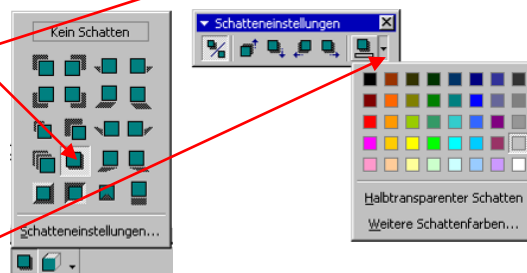 Kein Schatten
Schatteneinstellungen...
Schatteneinstellungen
Halbtransparenter Schatten
Weitere Schattenfarben...